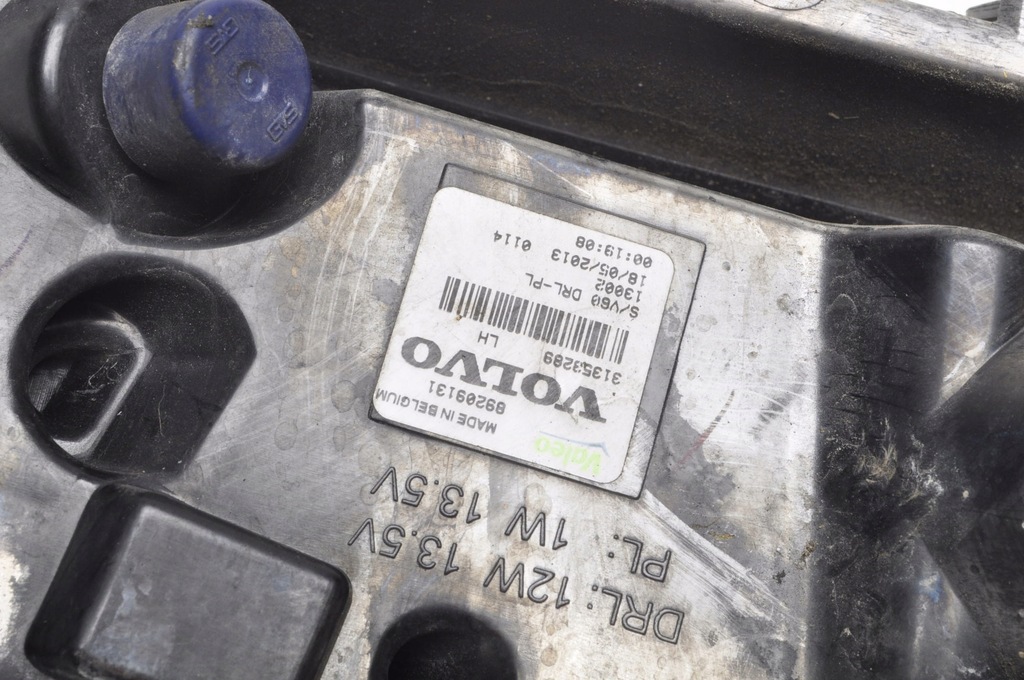 Valeo
MADE IN BELGIUM
89209131
VOLVO
31353289 LH
S/V60 DRL-PL
13002
18/05/2013 0114
00:19:08
DRL: 12W 13.5V
PL: 1W 13.5V